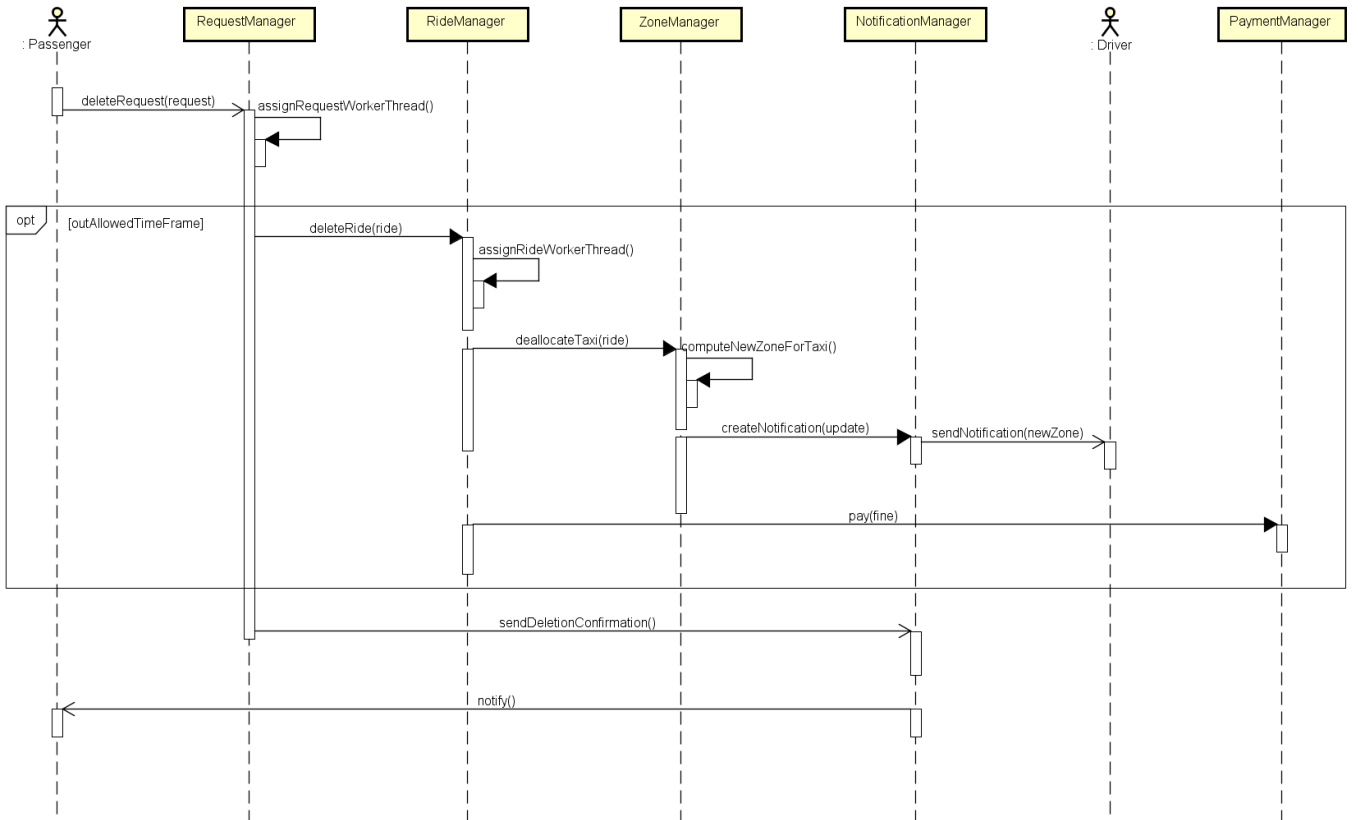 : Passenger
RequestManager
RideManager
ZoneManager
NotificationManager
: Driver
PaymentManager
deleteRequest(request)
assignRequestWorkerThread()
opt
[outAllowedTimeFrame]
deleteRide(ride)
assignRideWorkerThread()
deallocateTaxi(ride)
computeNewZoneForTaxi()
createNotification(update)
sendNotification(newZone)
pay(fine)
sendDeletionConfirmation()
notify()